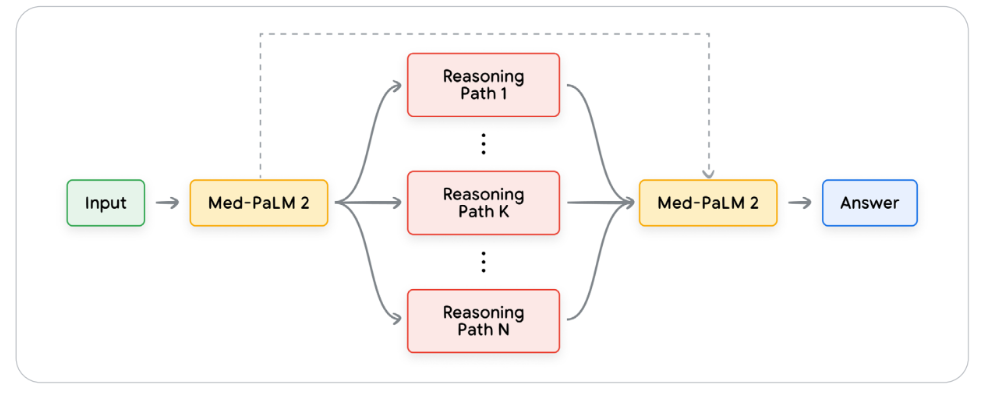 Reasoning
Path 1
Input
Med-PaLM 2
Reasoning
Path K
Med-PaLM 2
Answer
Reasoning
Path N